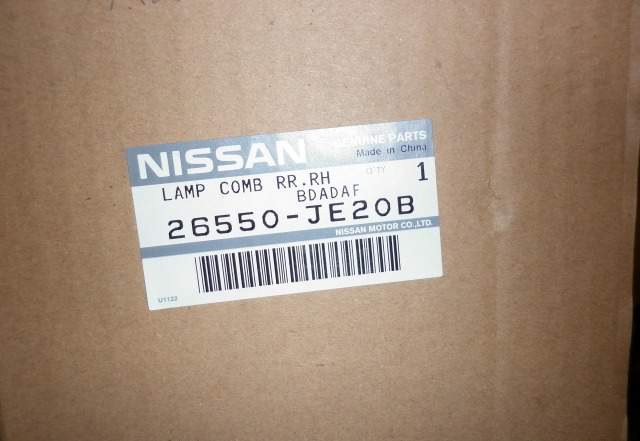 NISSAN GENUINE PARTS
Made in China
LAMP COMB RR.RH Q'TY 1
BDADAF
26550-JE20B
NISSAN MOTOR CO.,LTD.
U1122